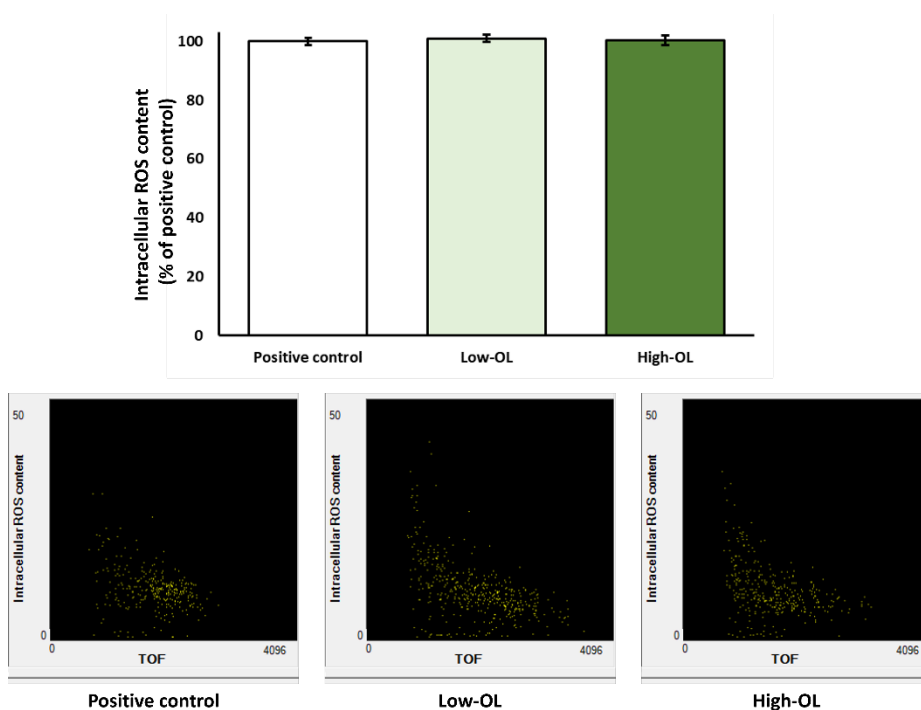 Intracellular ROS content
(% of positive control)
100
80
60
40
20
0
Positive control
Low-OL
High-OL
50
Intracellular ROS content
0
0
4096
TOF
50
Intracellular ROS content
0
0
4096
TOF
50
Intracellular ROS content
0
0
4096
TOF
Positive control
Low-OL
High-OL